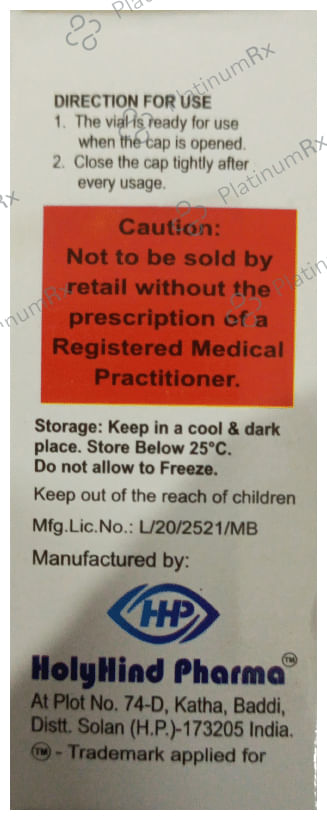 DIRECTION FOR USE
1. The vial is ready for use
when the cap is opened.
2. Close the cap tightly after
every usage.
Caution:
Not to be sold by
retail without the
prescription of a
Registered Medical
Practitioner.
Storage: Keep in a cool & dark
place. Store Below 25°C.
Do not allow to Freeze.
Keep out of the reach of children
Mfg.Lic.No.: L/20/2521/MB
Manufactured by:
HHP
HolyHind Pharma TM
At Plot No. 74-D, Katha, Baddi,
Distt. Solan (H.P.)-173205 India.
TM - Trademark applied for
PlatinumRx
PlatinumRx